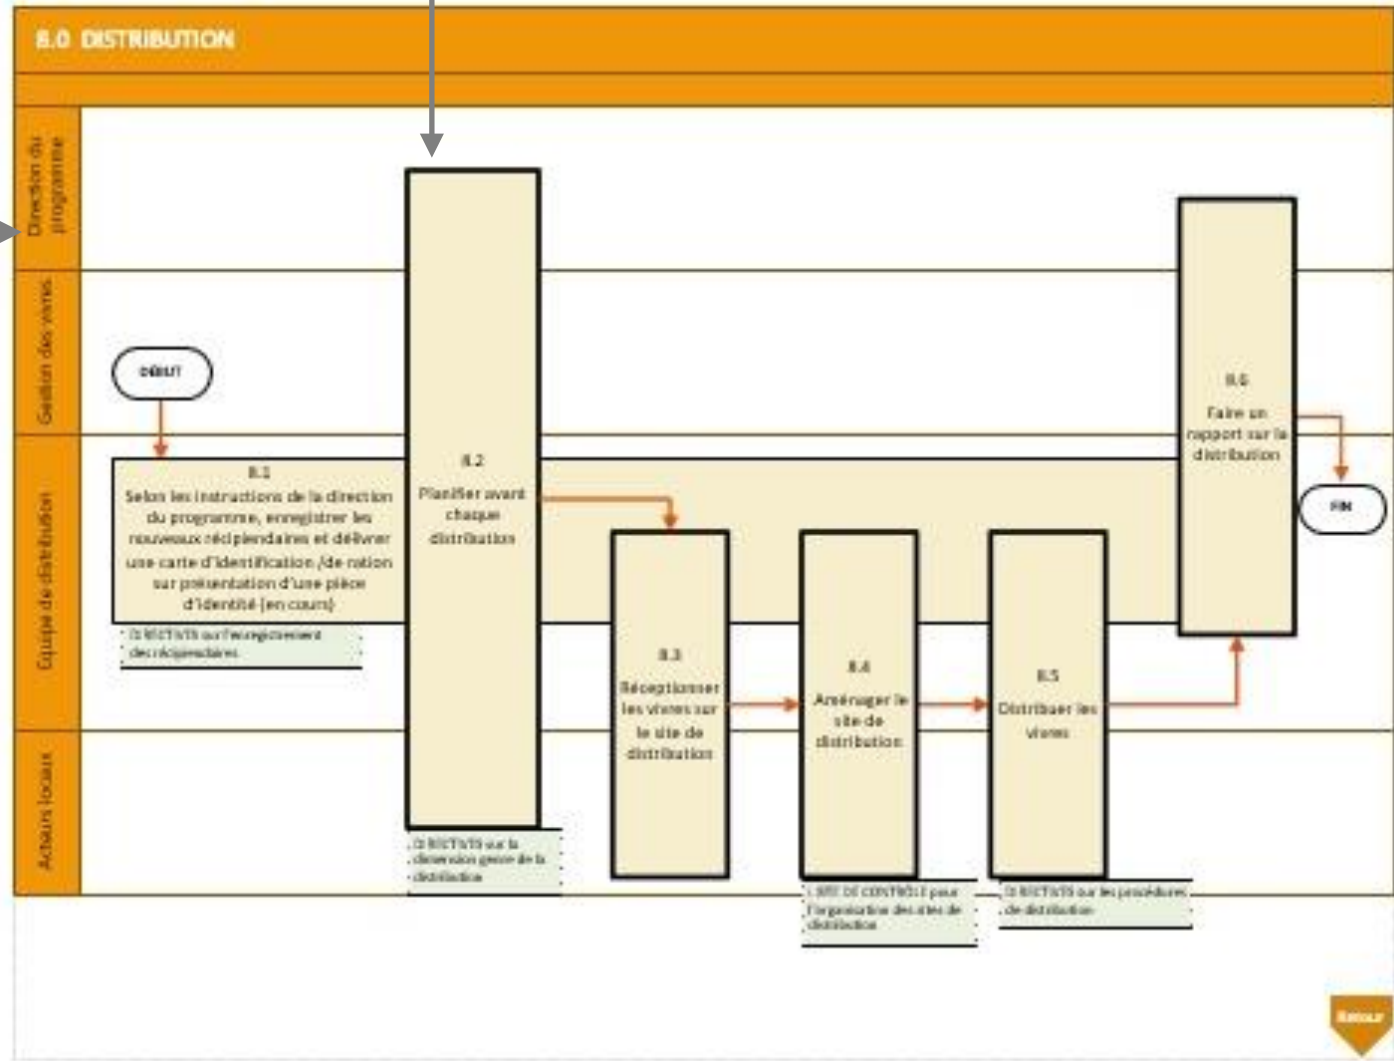 8.0 DISTRIBUTION
Direction du
programme
Gestion des vivres
Equipe de distribution
Acteurs locaux
DÉBUT
8.1
Selon les instructions de la direction
du programme, enregistrer les
nouveaux récipiendaires et délivrer
une carte d'identification /de ration
sur présentation d'une pièce
d'identité (en cours)
DIRECTIVES sur l'enregistrement
des récipiendaires
8.2
Planifier avant
chaque
distribution
DIRECTIVES sur la
dimension genre de la
distribution
8.3
Réceptionner
les vivres sur
le site de
distribution
8.4
Aménager le
site de
distribution
LISTE DE CONTRÔLE pour
l'organisation des sites de
distribution
8.5
Distribuer les
vivres
DIRECTIVES sur les procédures
de distribution
8.6
Faire un
rapport sur la
distribution
FIN
Retour